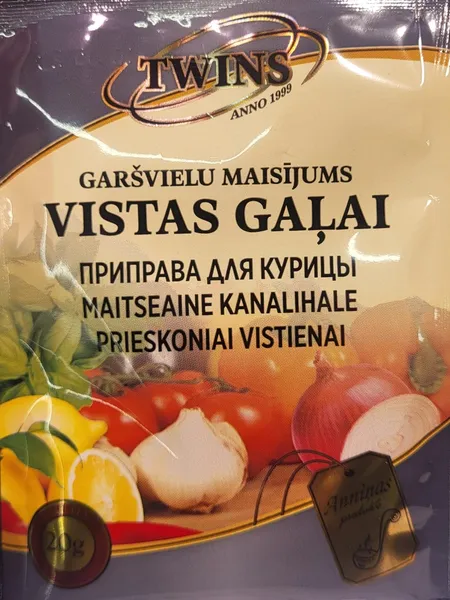 TWINS
ANNO 1999
GARŠVIELU MAISĪJUMS
VISTAS GAĻAI
ПРИПРАВА ДЛЯ КУРИЦЫ
MAITSEAINE KANALIHALE
PRIESKONIAI VISTIENAI
Anninas
20g